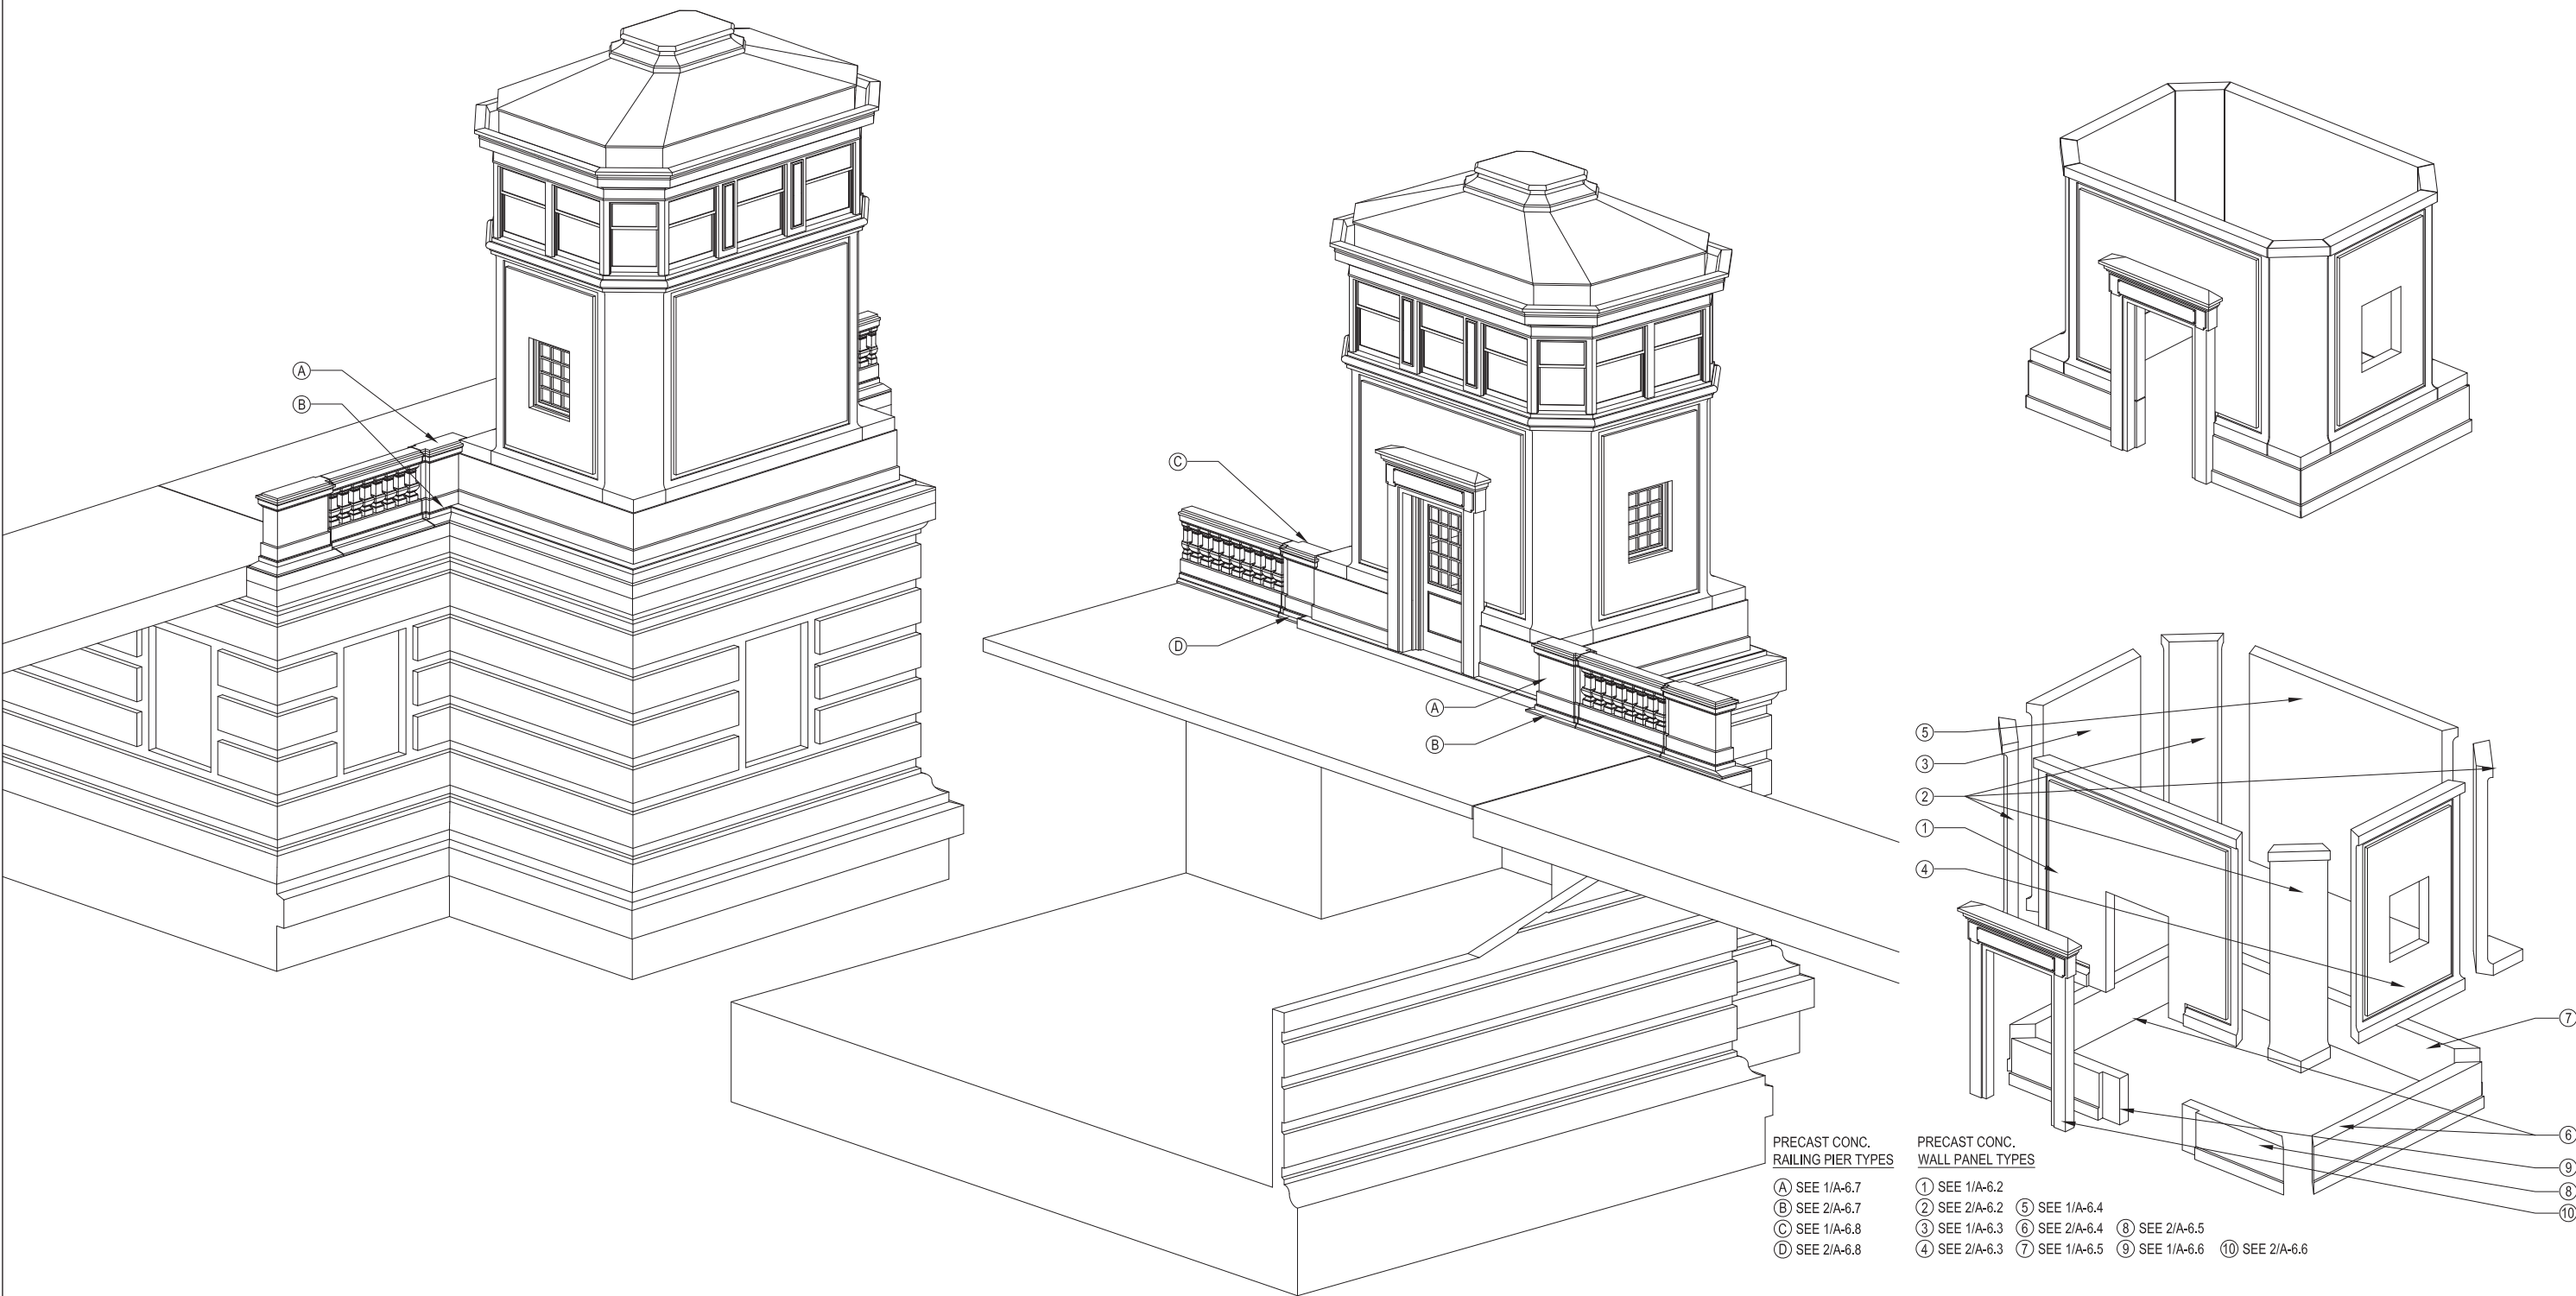 A
B
C
D
A
B
5
3
2
1
4
7
6
9
8
10
PRECAST CONC.
RAILING PIER TYPES
A SEE 1/A-6.7
B SEE 2/A-6.7
C SEE 1/A-6.8
D SEE 2/A-6.8
PRECAST CONC.
WALL PANEL TYPES
1 SEE 1/A-6.2
2 SEE 2/A-6.2 5 SEE 1/A-6.4
3 SEE 1/A-6.3 6 SEE 2/A-6.4 8 SEE 2/A-6.5
4 SEE 2/A-6.3 7 SEE 1/A-6.5 9 SEE 1/A-6.6 10 SEE 2/A-6.6